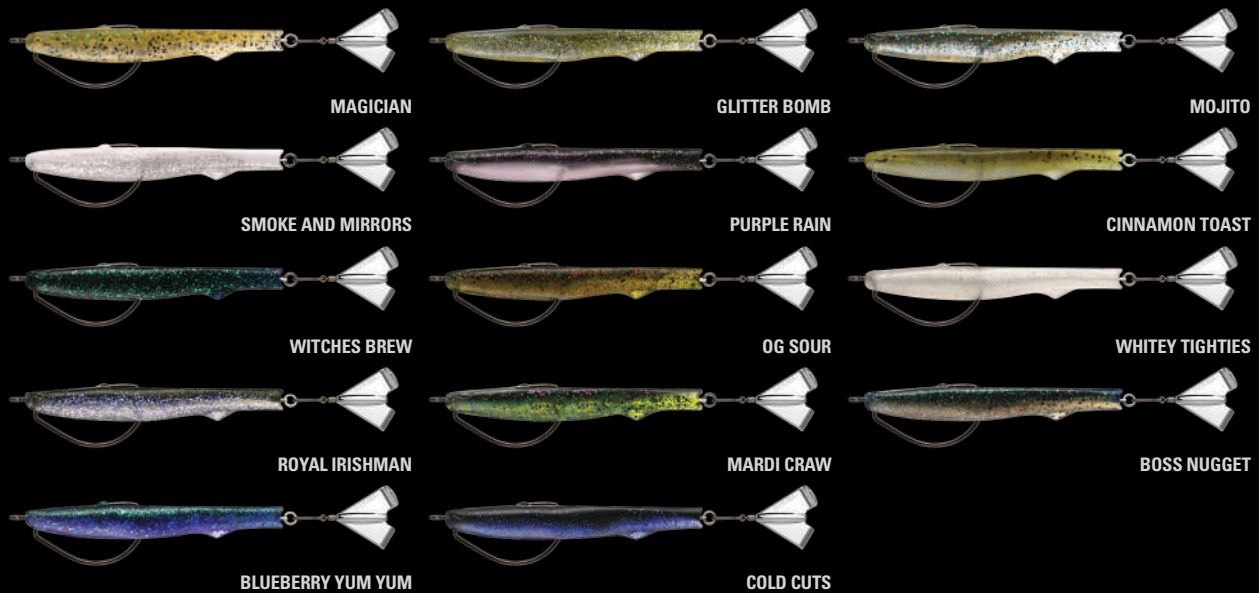 MAGICIAN
GLITTER BOMB
MOJITO
SMOKE AND MIRRORS
PURPLE RAIN
CINNAMON TOAST
WITCHES BREW
OG SOUR
WHITEY TIGHTIES
ROYAL IRISHMAN
MARDI CRAW
BOSS NUGGET
BLUEBERRY YUM YUM
COLD CUTS